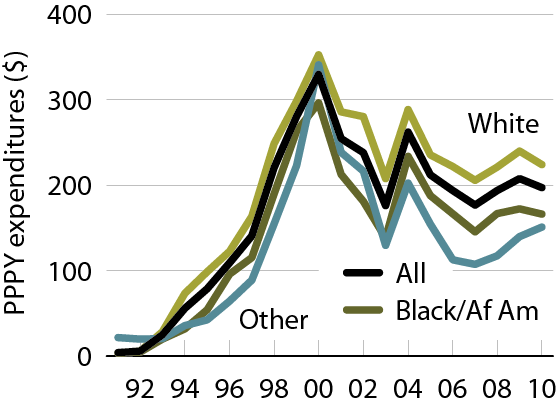 400
300
200
100
0
PPPY expenditures ($)
White
All
Black/Af Am
Other
92 94 96 98 00 02 04 06 08 10